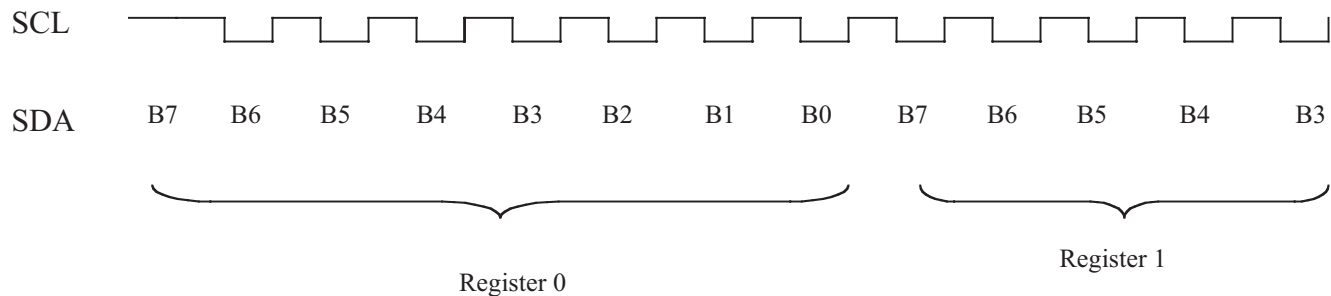 SCL
SDA B7 B6 B5 B4 B3 B2 B1 B0 B7 B6 B5 B4 B3
Register 0
Register 1